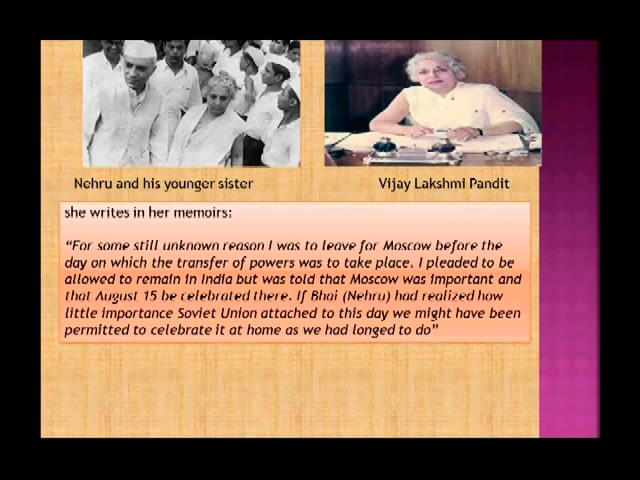 Nehru and his younger sister
Vijay Lakshmi Pandit
she writes in her memoirs:
“For some still unknown reason I was to leave for Moscow before the
day on which the transfer of powers was to take place. I pleaded to be
allowed to remain in India but was told that Moscow was important and
that August 15 be celebrated there. If Bhai (Nehru) had realized how
little importance Soviet Union attached to this day we might have been
permitted to celebrate it at home as we had longed to do”